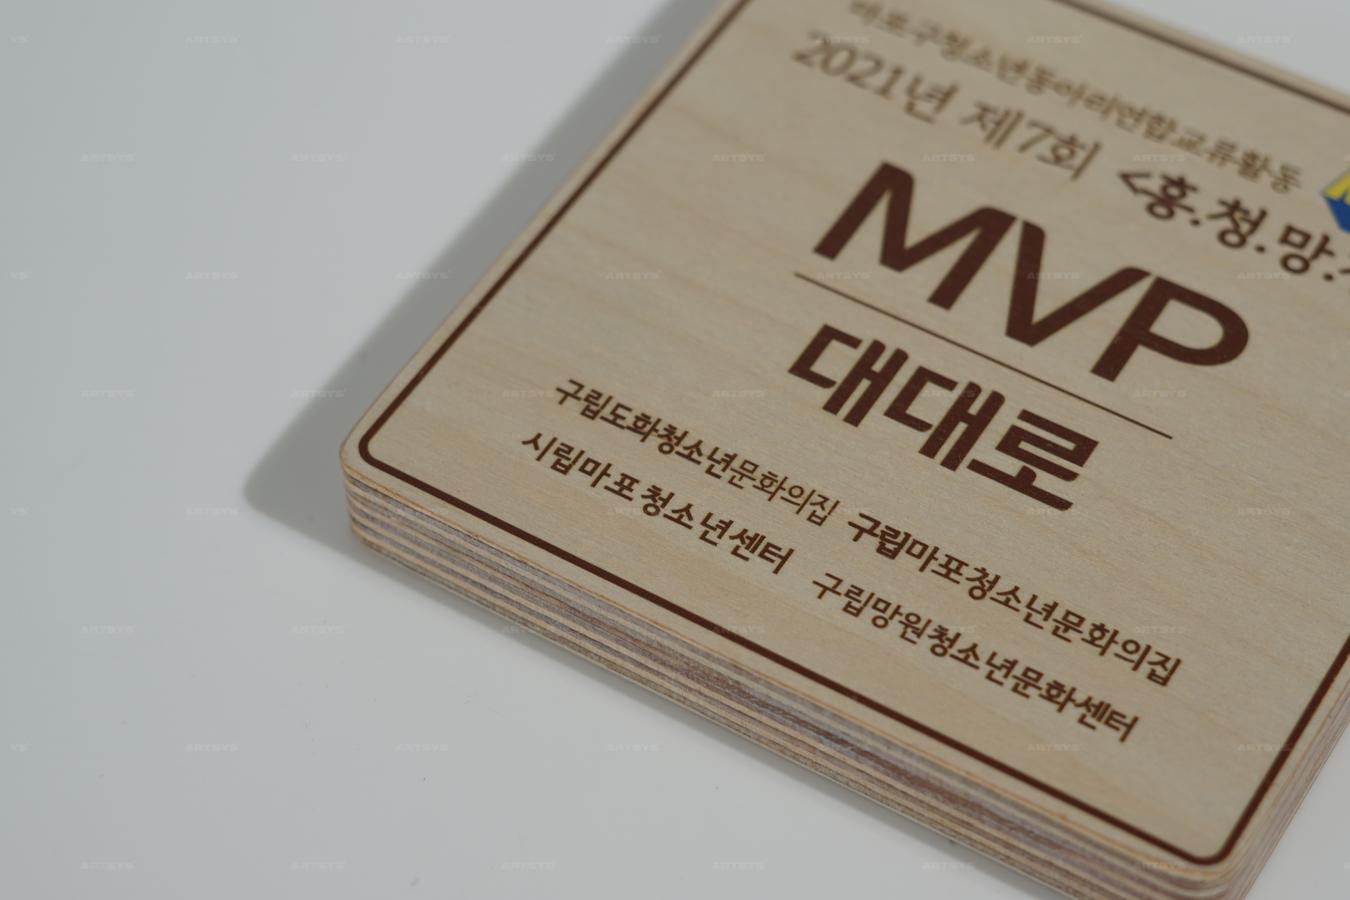 마포구청소년동아리연합교류활동
2021년 제7회 <홍.청.망.
MVP
대대로
구립도화청소년문화의집 구립마포청소년문화의집
시립마포청소년센터 구립망원청소년문화센터
ARTSYS